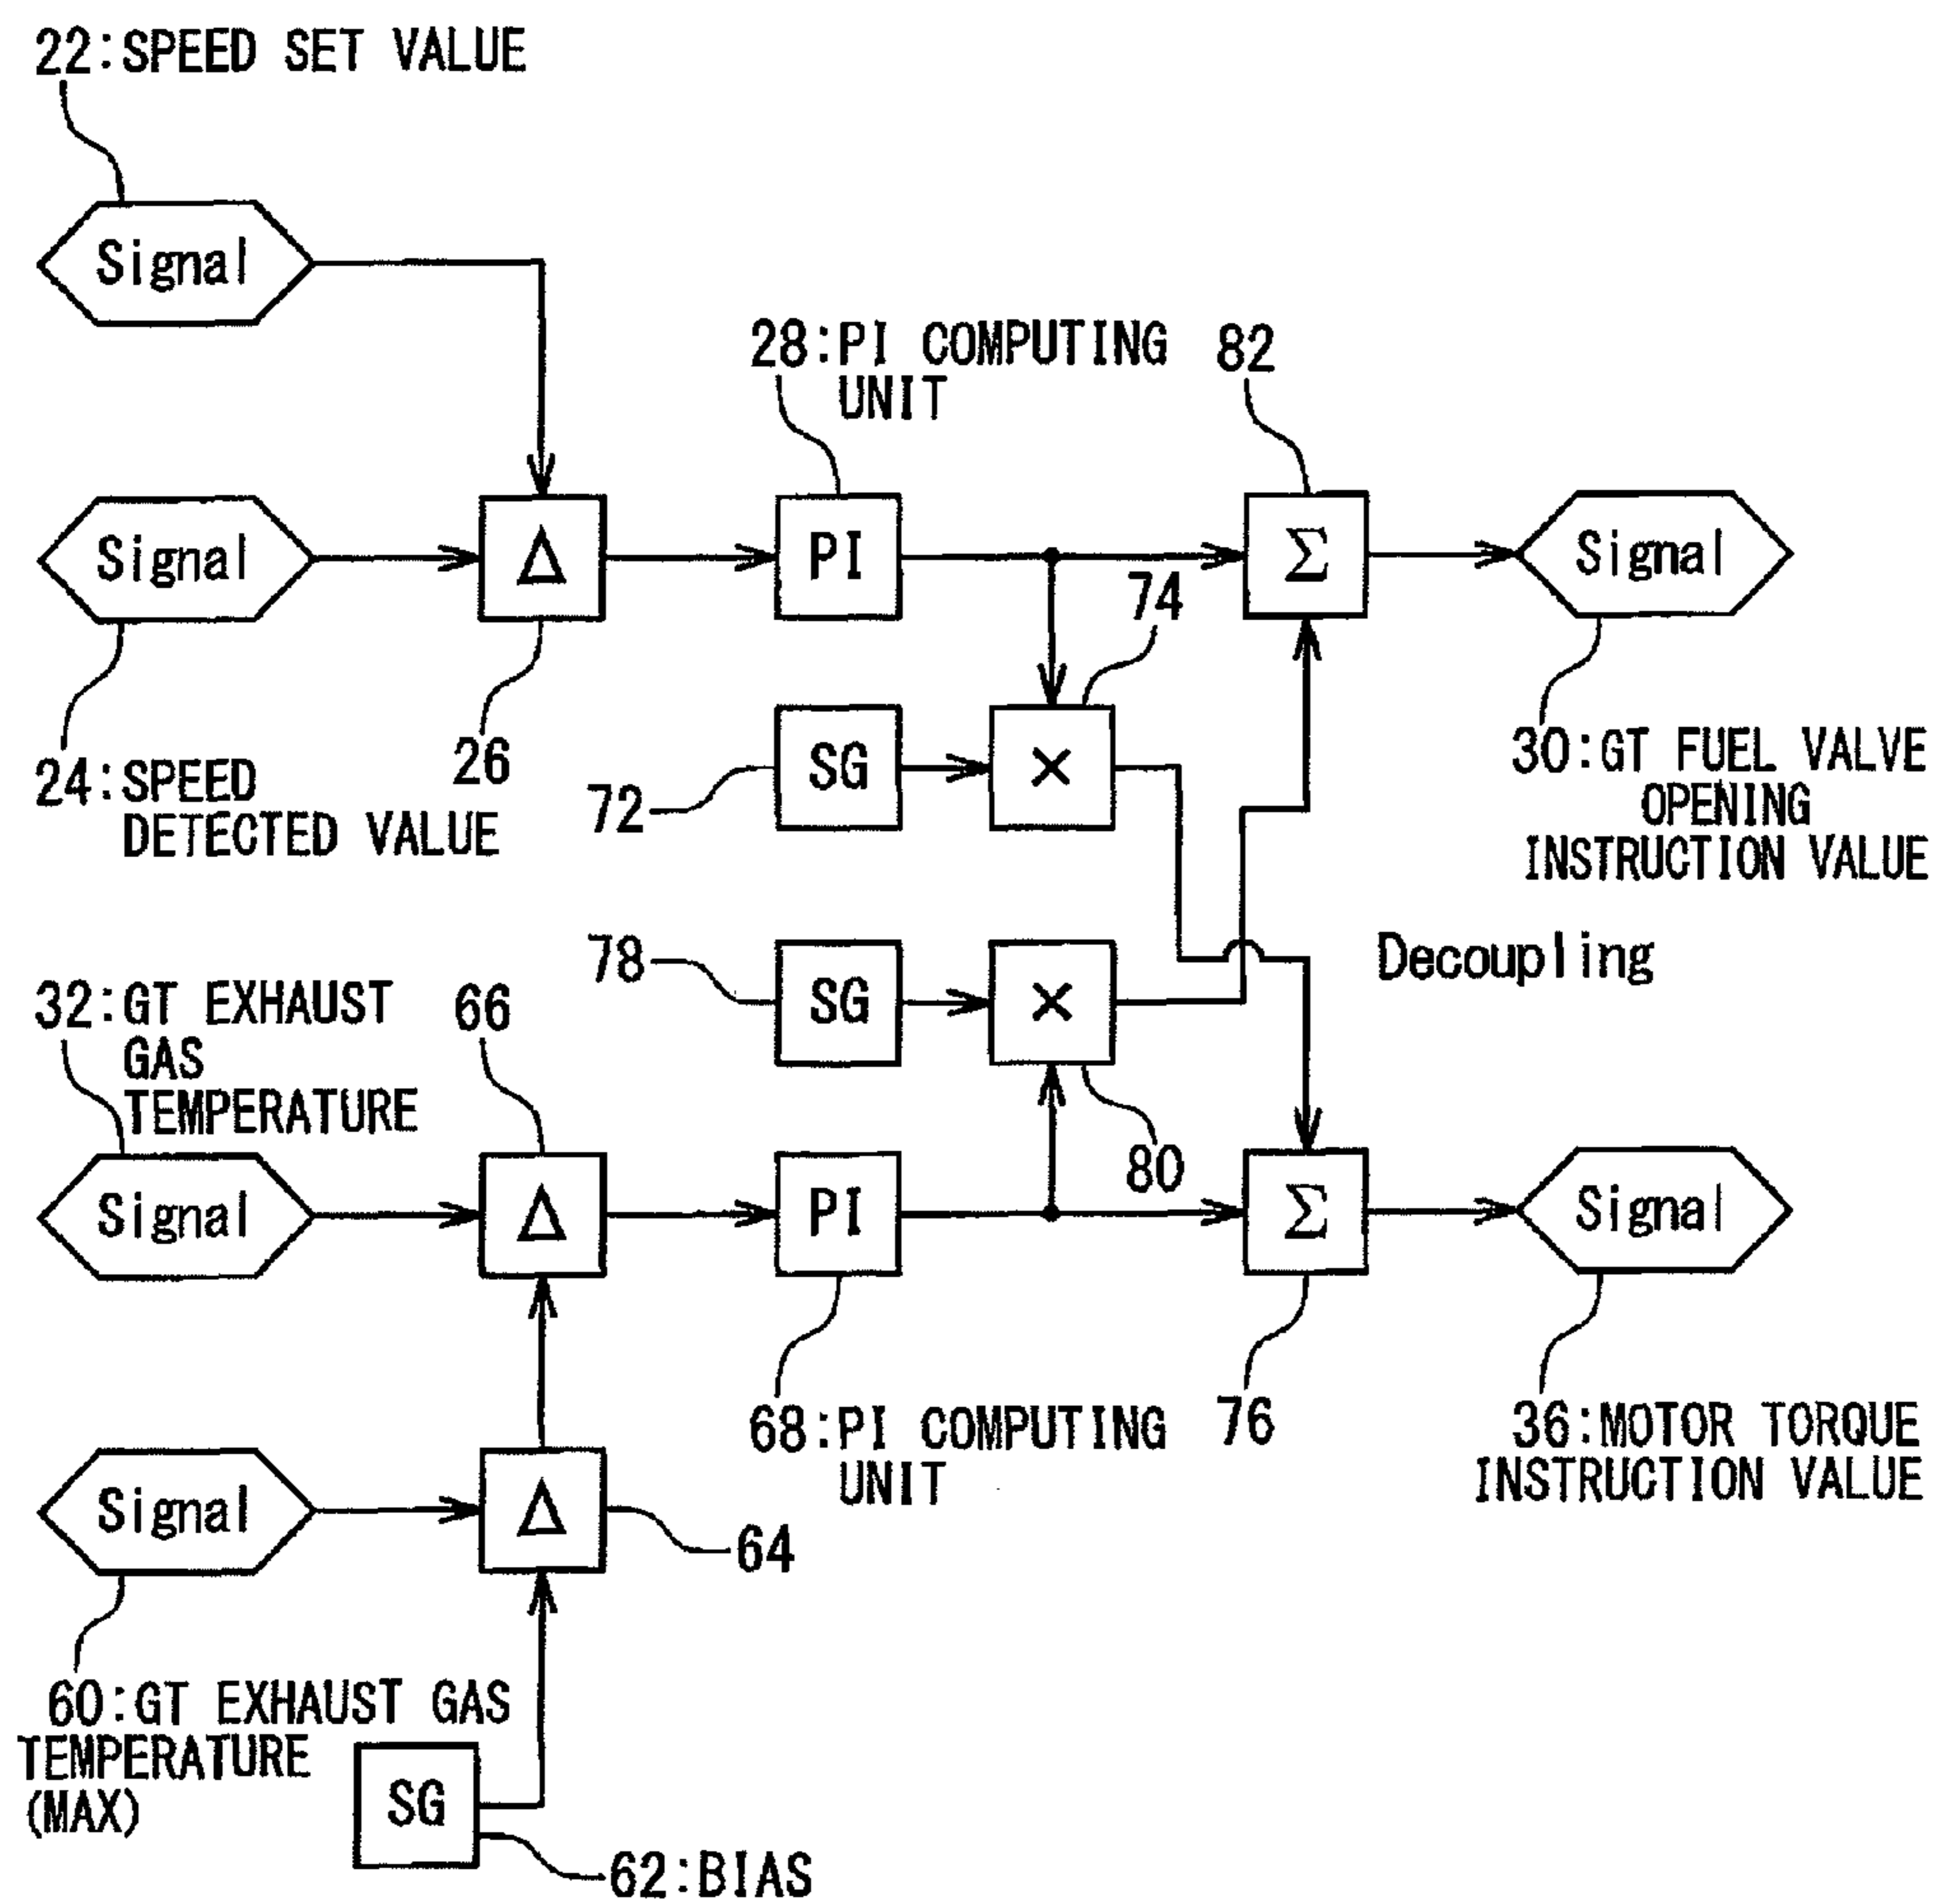 22:SPEED SET VALUE
Signal
28:PI COMPUTING
UNIT
82
Signal
Δ
PI
Σ
Signal
74
24:SPEED
DETECTED VALUE
26
72
SG
×
30:GT FUEL VALVE
OPENING
INSTRUCTION VALUE
Decoupling
78
SG
×
32:GT EXHAUST
GAS
TEMPERATURE
66
80
Signal
Δ
PI
Σ
Signal
68:PI COMPUTING
UNIT
76
36:MOTOR TORQUE
INSTRUCTION VALUE
Signal
Δ
64
60:GT EXHAUST GAS
TEMPERATURE
(MAX)
SG
62:BIAS